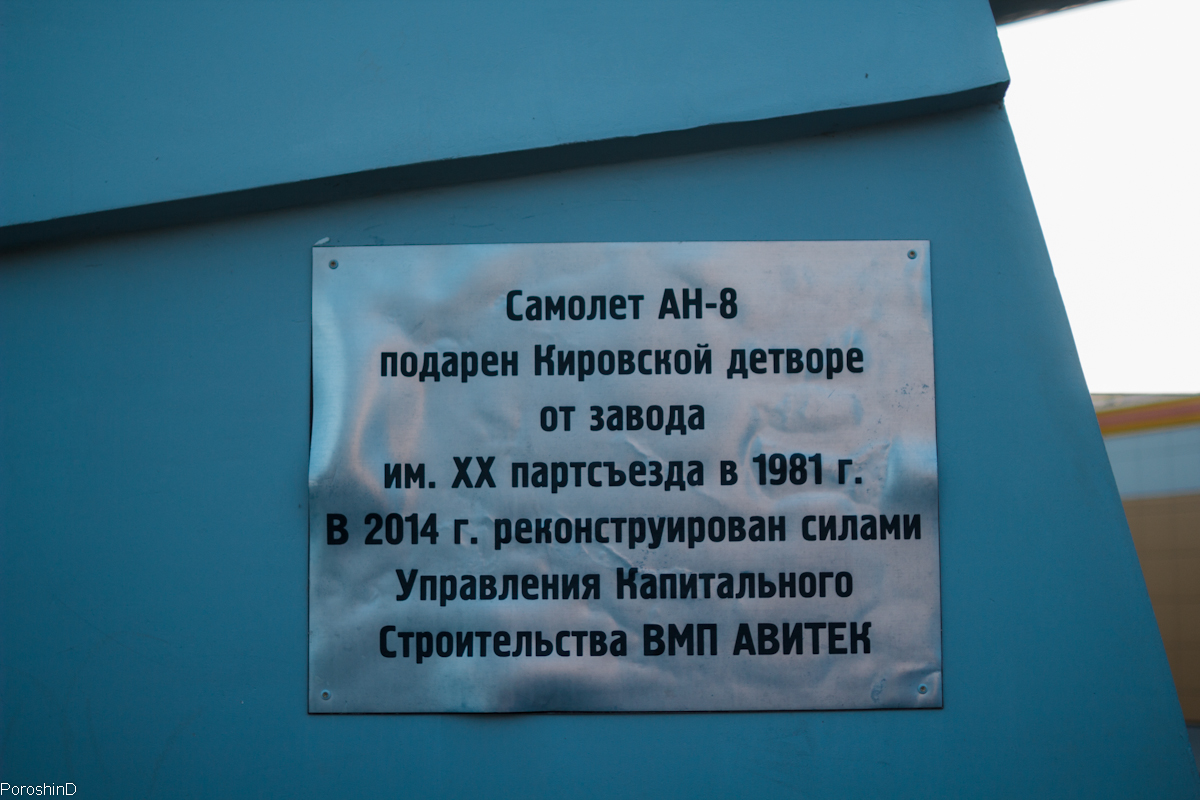 Самолет АН-8
подарен Кировской детворе
от завода
им. XX партсъезда в 1981 г.
В 2014 г. реконструирован силами
Управления Капитального
Строительства ВМП АВИТЕК
PoroshinD